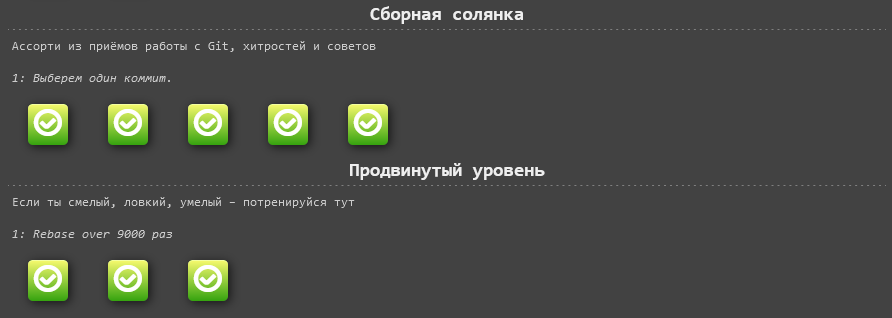 Сборная солянка
Ассорти из приёмов работы с Git, хитростей и советов
1: Выберем один коммит.
Продвинутый уровень
Если ты смелый, ловкий, умелый – потренируйся тут
1: Rebase over 9000 раз